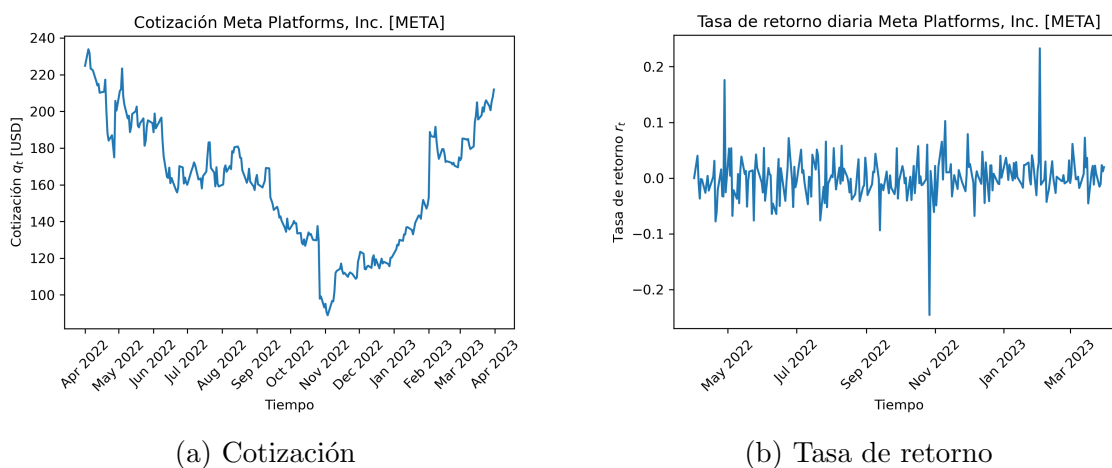 Cotización Meta Platforms, Inc. [META]
240
220
200
180
160
140
120
100
Cotización qt [USD]
Apr 2022
May 2022
Jun 2022
Jul 2022
Aug 2022
Sep 2022
Oct 2022
Nov 2022
Dec 2022
Jan 2023
Feb 2023
Mar 2023
Apr 2023
Tiempo
(a) Cotización
Tasa de retorno diaria Meta Platforms, Inc. [META]
0.2
0.1
0.0
−0.1
−0.2
Tasa de retorno rt
May 2022
Jul 2022
Sep 2022
Nov 2022
Jan 2023
Mar 2023
Tiempo
(b) Tasa de retorno